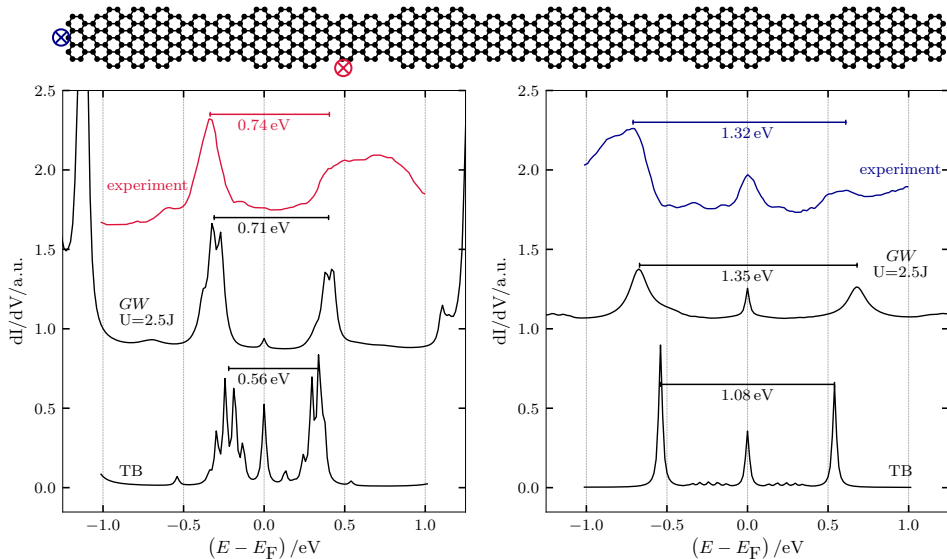 2.5
2.0
1.5
1.0
0.5
0.0
dI/dV/a.u.
0.74 eV
experiment
0.71 eV
GW
U=2.5J
0.56 eV
TB
−1.0 −0.5 0.0 0.5 1.0
(E − E_F) /eV
2.5
2.0
1.5
1.0
0.5
0.0
dI/dV/a.u.
1.32 eV
experiment
GW
U=2.5J
1.35 eV
1.08 eV
TB
−1.0 −0.5 0.0 0.5 1.0
(E − E_F) /eV